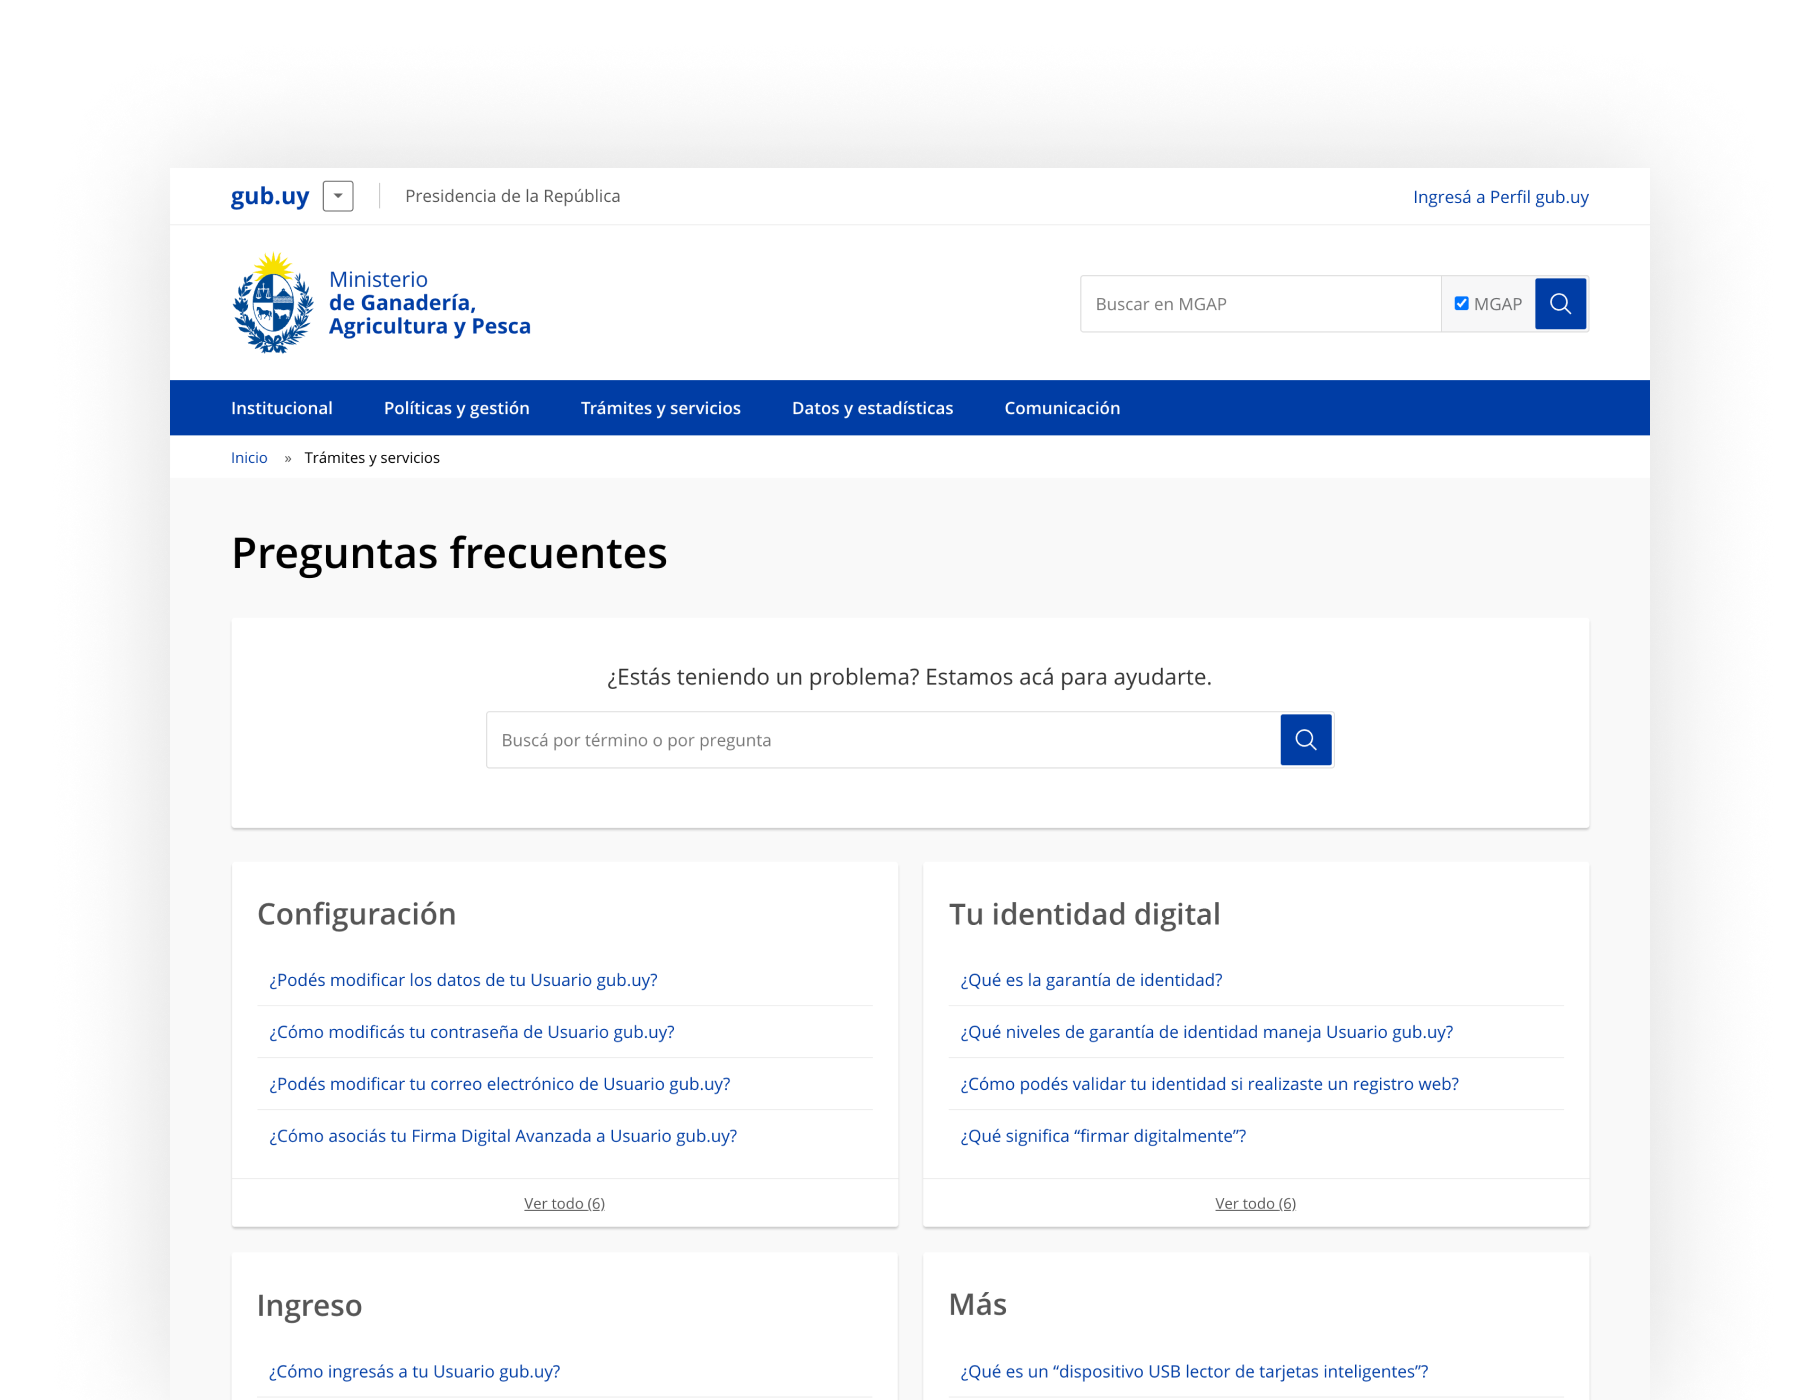 gub.uy
Presidencia de la República
Ingresá a Perfil gub.uy
Ministerio
de Ganadería,
Agricultura y Pesca
Buscar en MGAP
MGAP
Institucional
Políticas y gestión
Trámites y servicios
Datos y estadísticas
Comunicación
Inicio » Trámites y servicios
Preguntas frecuentes
¿Estás teniendo un problema? Estamos acá para ayudarte.
Buscá por término o por pregunta
Configuración
¿Podés modificar los datos de tu Usuario gub.uy?
¿Cómo modificás tu contraseña de Usuario gub.uy?
¿Podés modificar tu correo electrónico de Usuario gub.uy?
¿Cómo asociás tu Firma Digital Avanzada a Usuario gub.uy?
Ver todo (6)
Tu identidad digital
¿Qué es la garantía de identidad?
¿Qué niveles de garantía de identidad maneja Usuario gub.uy?
¿Cómo podés validar tu identidad si realizaste un registro web?
¿Qué significa “firmar digitalmente”?
Ver todo (6)
Ingreso
¿Cómo ingresás a tu Usuario gub.uy?
Más
¿Qué es un “dispositivo USB lector de tarjetas inteligentes”?